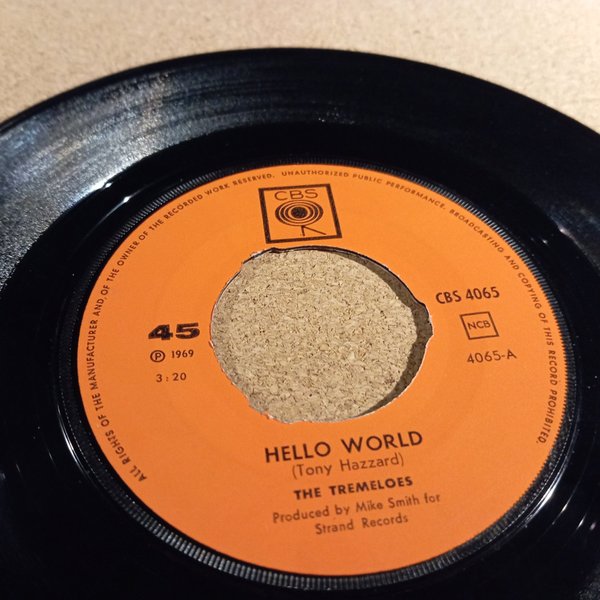 ALL RIGHTS OF THE MANUFACTURER AND OF THE OWNER OF THE RECORDED WORK RESERVED. UNAUTHORIZED PUBLIC PERFORMANCE, BROADCASTING AND COPYING OF THIS RECORD PROHIBITED.
CBS
45
℗ 1969
3:20
CBS 4065
NCB
4065-A
HELLO WORLD
(Tony Hazzard)
THE TREMELOES
Produced by Mike Smith for
Strand Records